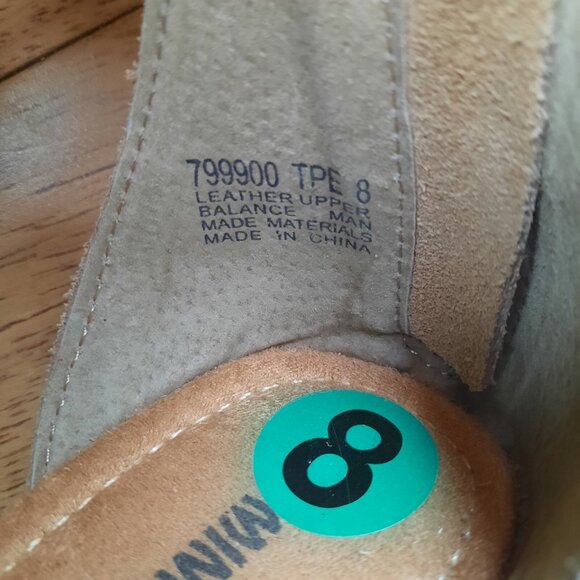 799900 TPE 8
LEATHER UPPER
BALANCE MAN
MADE MATERIALS
MADE IN CHINA
8